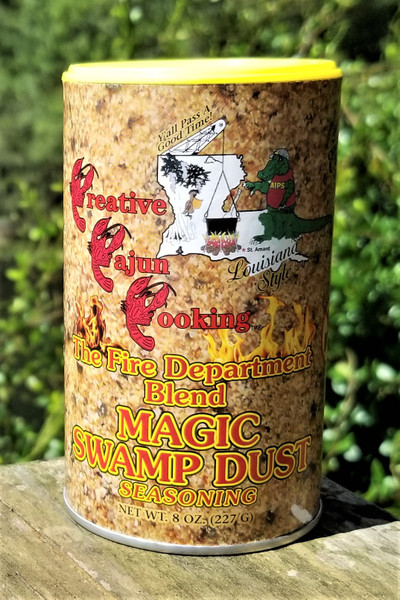 Y'all Pass A
Good Time!
AIPS
St. Amant
Louisiana
Style
Creative
Cajun
Cooking
The Fire Department
Blend
MAGIC
SWAMP DUST
SEASONING
NET WT. 8 OZ. (227 G)